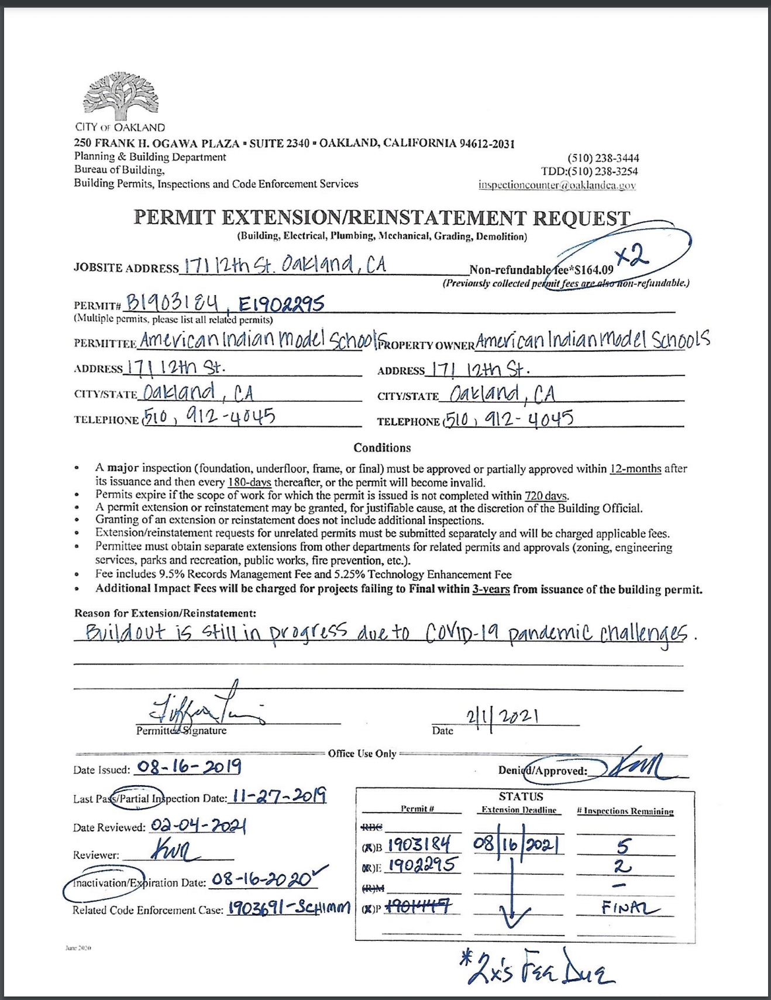 CITY OF OAKLAND
250 FRANK H. OGAWA PLAZA ▪ SUITE 2340 ▪ OAKLAND, CALIFORNIA 94612-2031
Planning & Building Department (510) 238-3444
Bureau of Building, TDD:(510) 238-3254
Building Permits, Inspections and Code Enforcement Services inspectioncounter@oaklandca.gov
PERMIT EXTENSION/REINSTATEMENT REQUEST
(Building, Electrical, Plumbing, Mechanical, Grading, Demolition)
x2
JOBSITE ADDRESS 171 12th St. Oakland, CA Non-refundable fee*$164.09
(Previously collected permit fees are also non-refundable.)
PERMIT# B1903184, E1902295
(Multiple permits, please list all related permits)
PERMITTEE American Indian Model Schools PROPERTY OWNER American Indian Model Schools
ADDRESS 171 12th St. ADDRESS 171 12th St.
CITY/STATE Oakland, CA CITY/STATE Oakland, CA
TELEPHONE (510) 912-4045 TELEPHONE (510) 912-4045
Conditions
• A major inspection (foundation, underfloor, frame, or final) must be approved or partially approved within 12-months after
its issuance and then every 180-days thereafter, or the permit will become invalid.
• Permits expire if the scope of work for which the permit is issued is not completed within 720 days.
• A permit extension or reinstatement may be granted, for justifiable cause, at the discretion of the Building Official.
• Granting of an extension or reinstatement does not include additional inspections.
• Extension/reinstatement requests for unrelated permits must be submitted separately and will be charged applicable fees.
• Permittee must obtain separate extensions from other departments for related permits and approvals (zoning, engineering
services, parks and recreation, public works, fire prevention, etc.).
• Fee includes 9.5% Records Management Fee and 5.25% Technology Enhancement Fee
• Additional Impact Fees will be charged for projects failing to Final within 3-years from issuance of the building permit.
Reason for Extension/Reinstatement:
Buildout is still in progress due to COVID-19 pandemic challenges.
2/1/2021
Permittee Signature Date
Office Use Only
Date Issued: 08-16-2019 Denied/Approved: KWR
Last Pass/Partial Inspection Date: 11-27-2019
Date Reviewed: 02-04-2021
Reviewer: KWR
Inactivation/Expiration Date: 08-16-2020 ✓
Related Code Enforcement Case: 1903691-SCHIMM
STATUS
Permit # Extension Deadline # Inspections Remaining
RBC
(X)B 1903184 08/16/2021 5
(X)E 1902295 2
(R)M –
(X)P 1901447 FINAL
June 2020
*2x's Fee Due